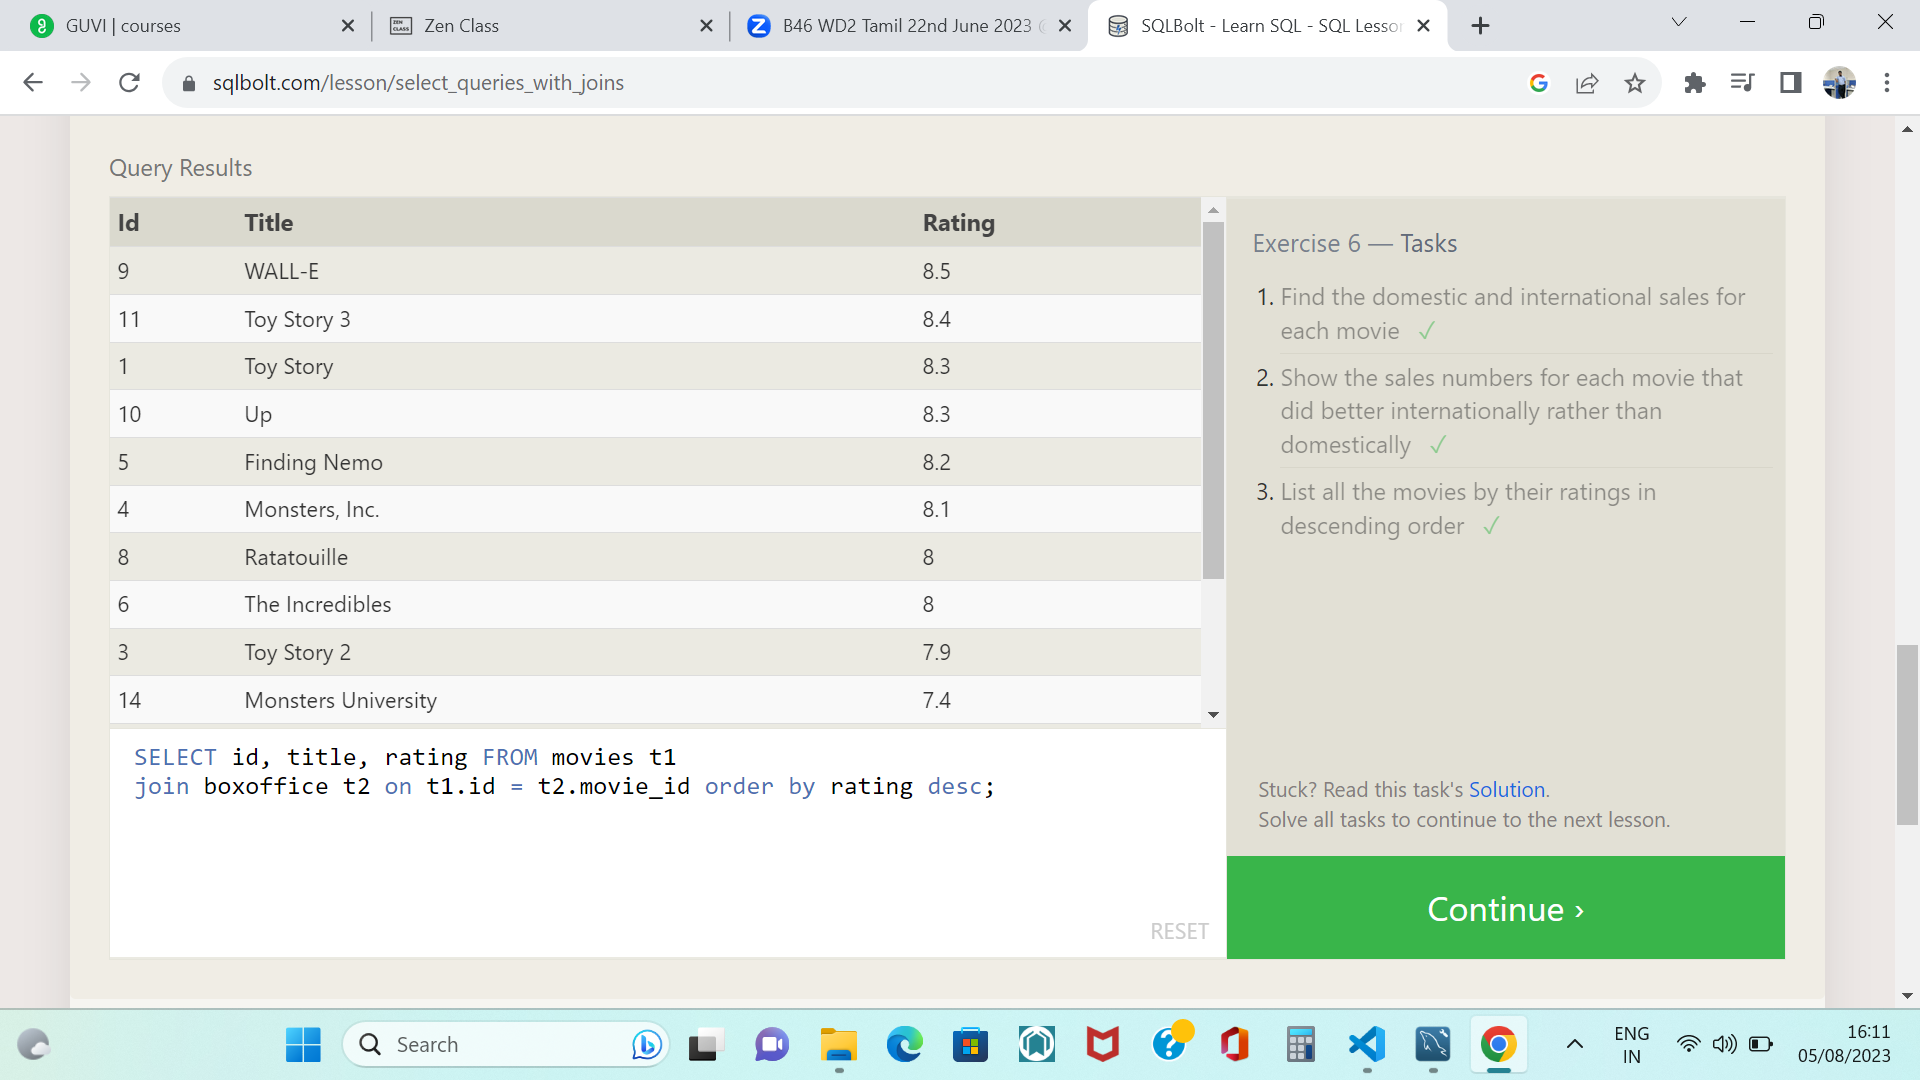 GUVI | courses
Zen Class
B46 WD2 Tamil 22nd June 2023
SQLBolt - Learn SQL - SQL Lesson
sqlbolt.com/lesson/select_queries_with_joins
Query Results
Id Title Rating
9 WALL-E 8.5
11 Toy Story 3 8.4
1 Toy Story 8.3
10 Up 8.3
5 Finding Nemo 8.2
4 Monsters, Inc. 8.1
8 Ratatouille 8
6 The Incredibles 8
3 Toy Story 2 7.9
14 Monsters University 7.4
SELECT id, title, rating FROM movies t1
join boxoffice t2 on t1.id = t2.movie_id order by rating desc;
RESET
Exercise 6 — Tasks
1. Find the domestic and international sales for
each movie ✓
2. Show the sales numbers for each movie that
did better internationally rather than
domestically ✓
3. List all the movies by their ratings in
descending order ✓
Stuck? Read this task's Solution.
Solve all tasks to continue to the next lesson.
Continue ›
Search
ENG
IN
16:11
05/08/2023